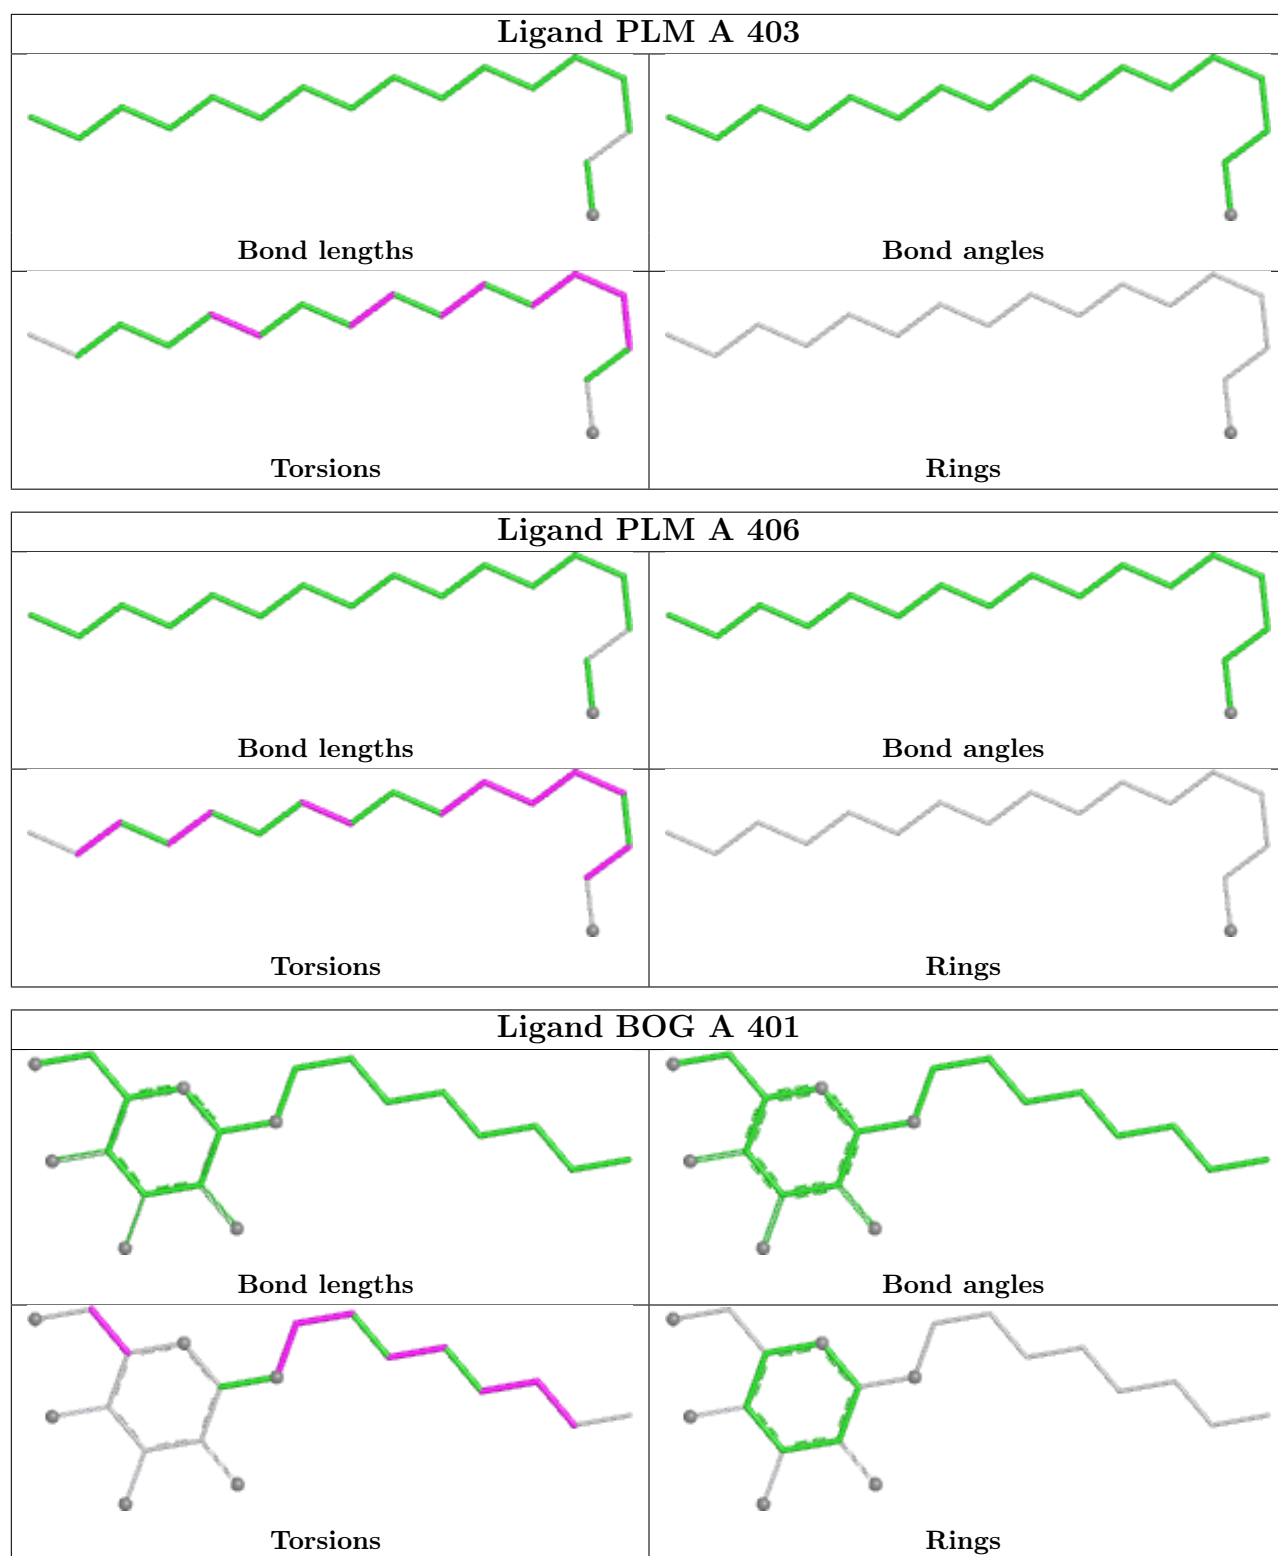 Ligand PLM A 403
Bond lengths
Bond angles
Torsions
Rings
Ligand PLM A 406
Bond lengths
Bond angles
Torsions
Rings
Ligand BOG A 401
Bond lengths
Bond angles
Torsions
Rings